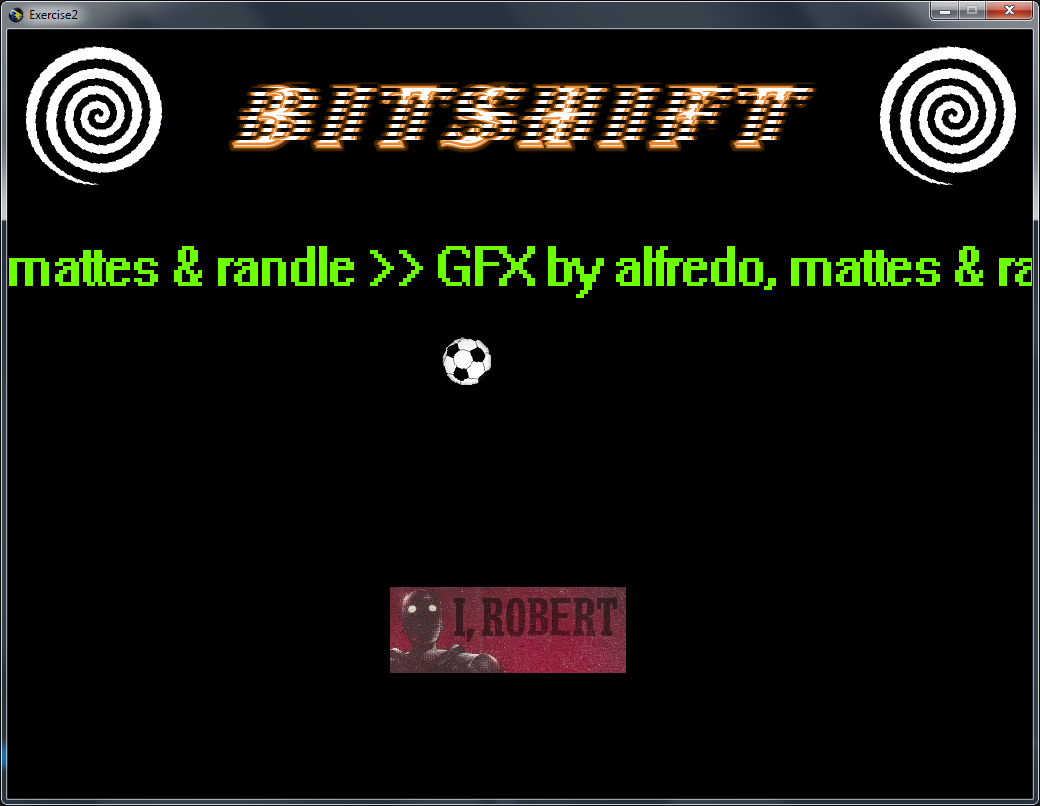 Exercise2
BITSHIFT
mattes & randle >> GFX by alfredo, mattes & ra
I, ROBERT